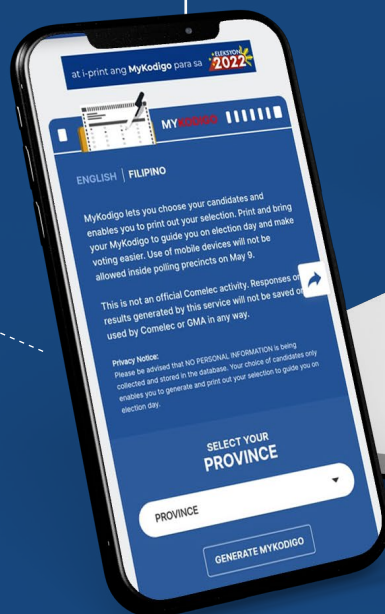 at i-print ang MyKodigo para sa ELEKSYON 2022
MYKODIGO
ENGLISH | FILIPINO
MyKodigo lets you choose your candidates and
enables you to print out your selection. Print and bring
your MyKodigo to guide you on election day and make
voting easier. Use of mobile devices will not be
allowed inside polling precincts on May 9.
This is not an official Comelec activity. Responses or
results generated by this service will not be saved or
used by Comelec or GMA in any way.
Privacy Notice:
Please be advised that NO PERSONAL INFORMATION is being
collected and stored in the database. Your choice of candidates only
enables you to generate and print out your selection to guide you on
election day.
SELECT YOUR
PROVINCE
PROVINCE
GENERATE MYKODIGO